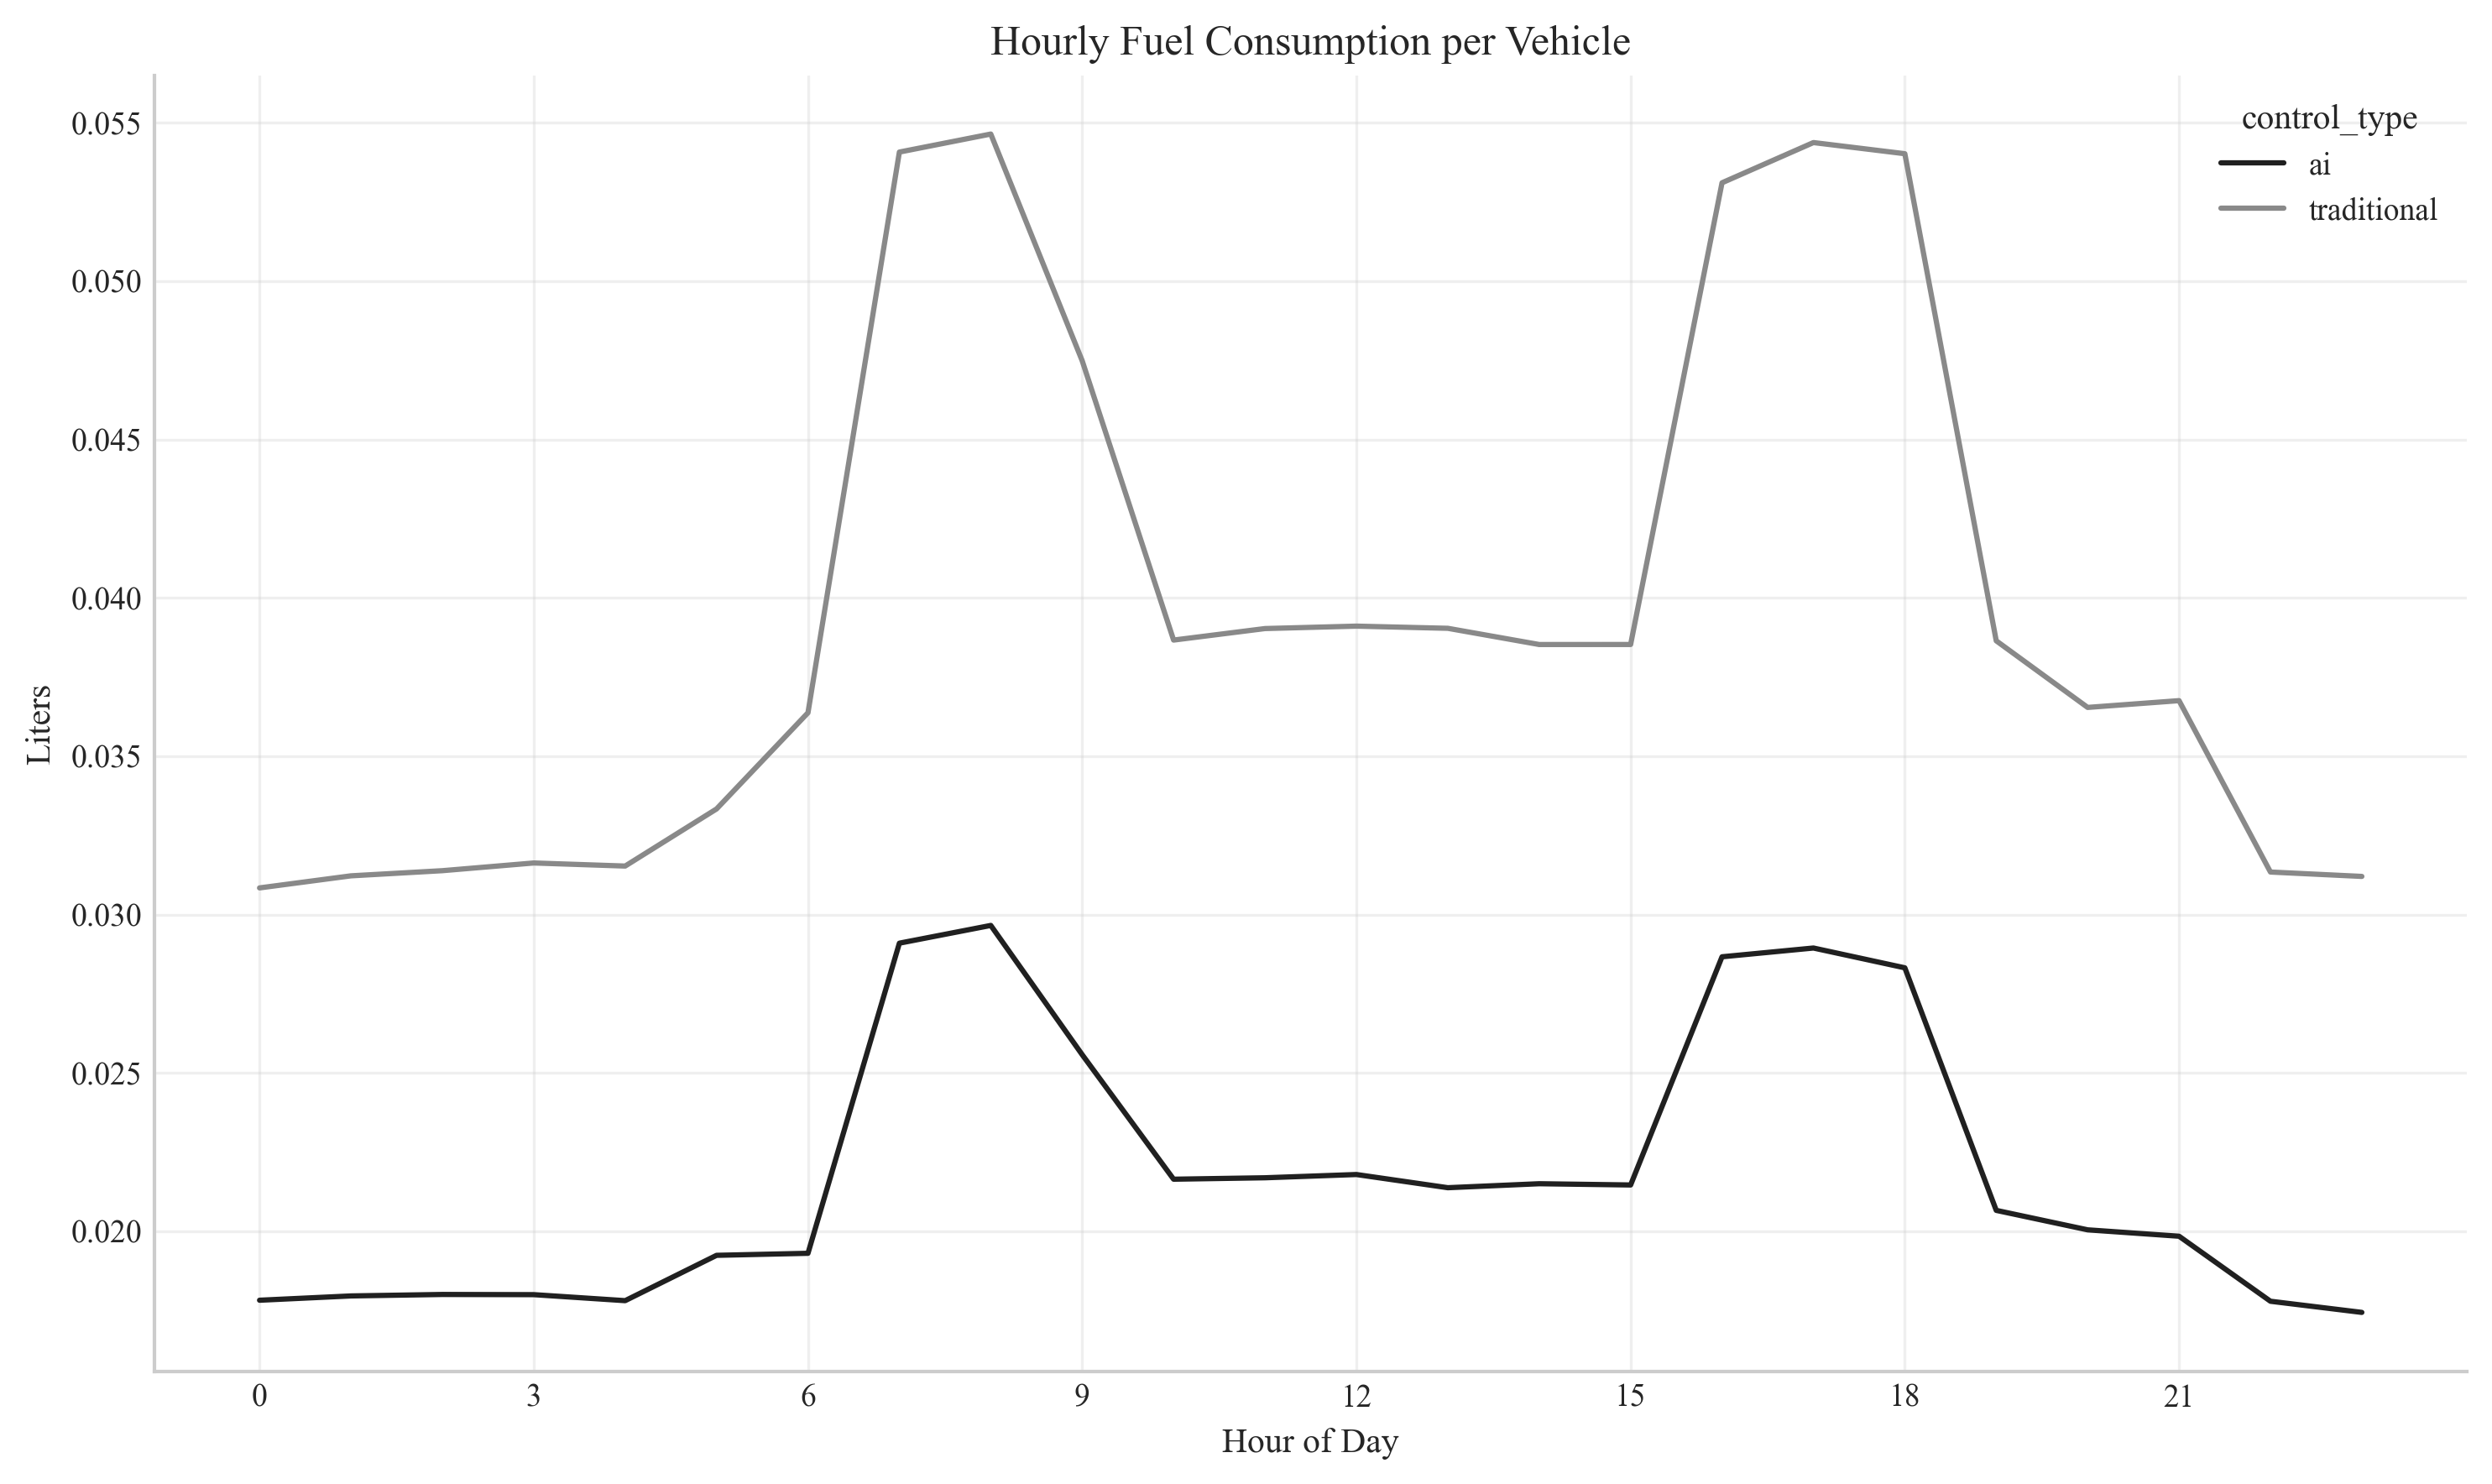 Hourly Fuel Consumption per Vehicle
control_type
ai
traditional
Liters
0.055
0.050
0.045
0.040
0.035
0.030
0.025
0.020
0 3 6 9 12 15 18 21
Hour of Day